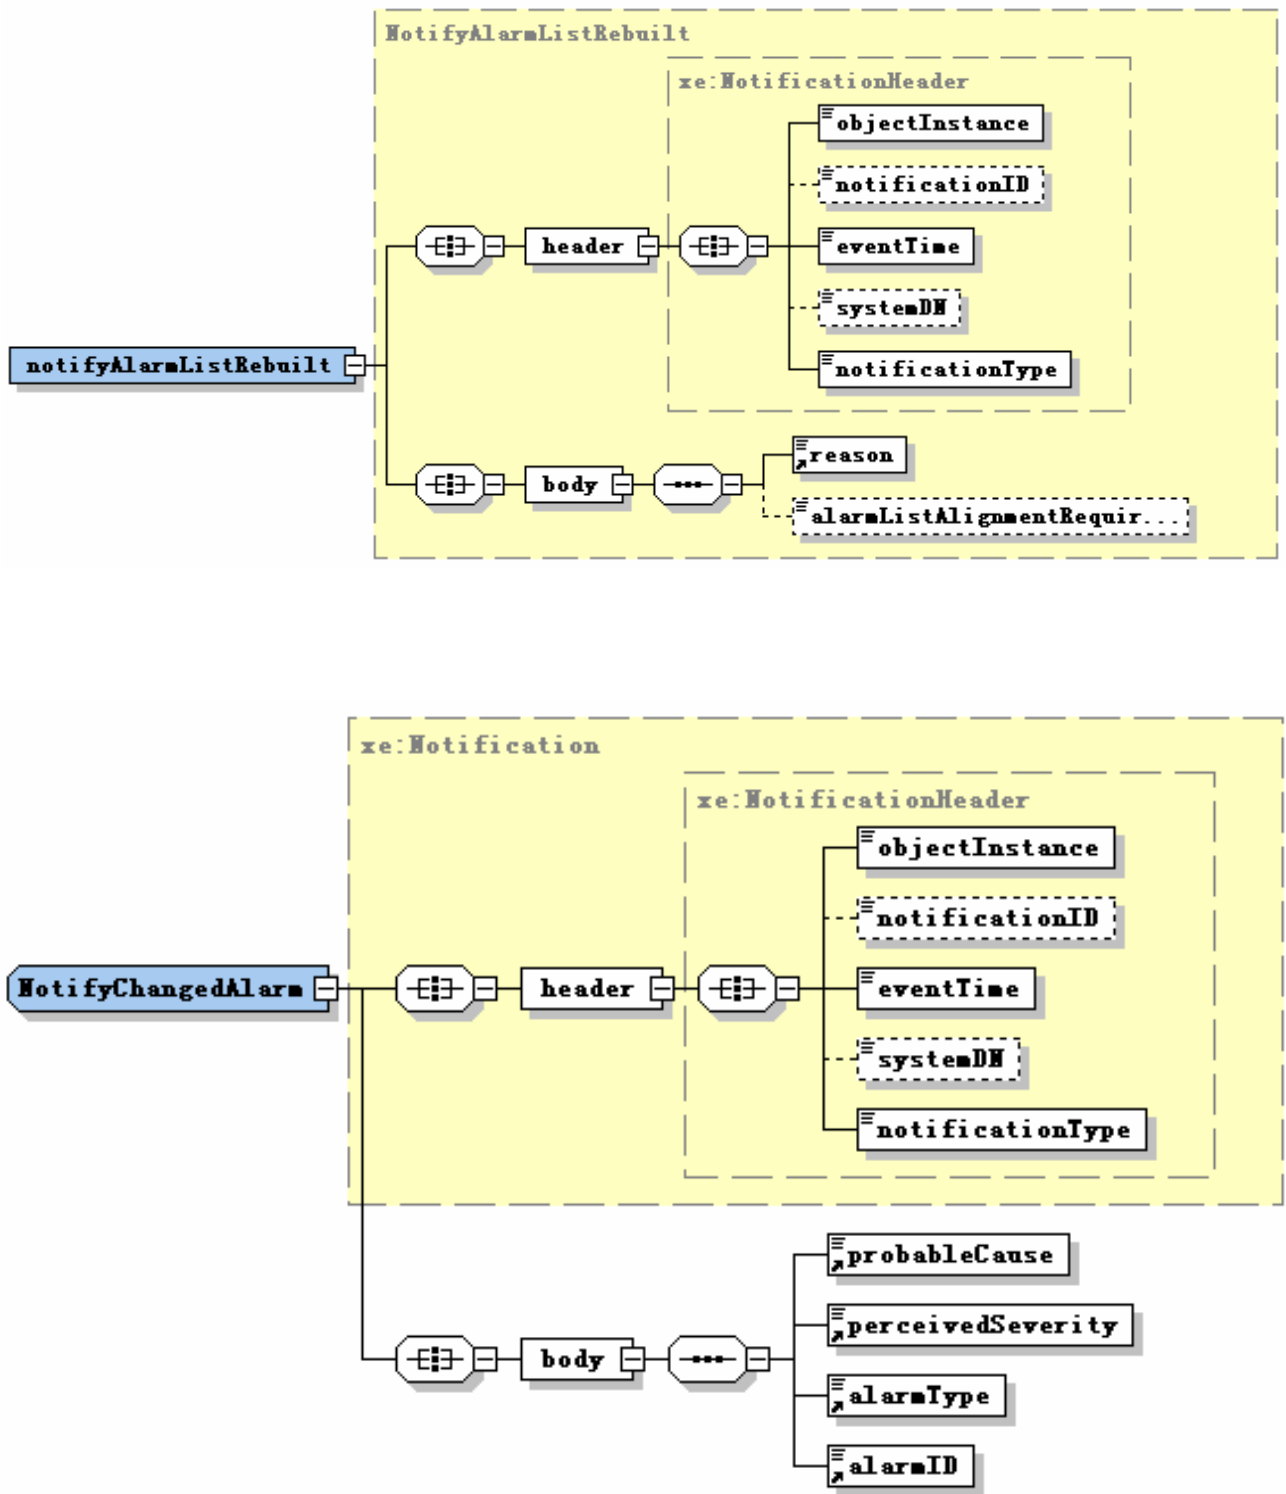 NotifyAlarmListRebuilt
xe:NotificationHeader
objectInstance
notificationID
header
eventTime
systemDN
notifyAlarmListRebuilt
notificationType
reason
body
alarmListAlignmentRequir...
xe:Notification
xe:NotificationHeader
objectInstance
notificationID
NotifyChangedAlarm
header
eventTime
systemDN
notificationType
probableCause
perceivedSeverity
body
alarmType
alarmID